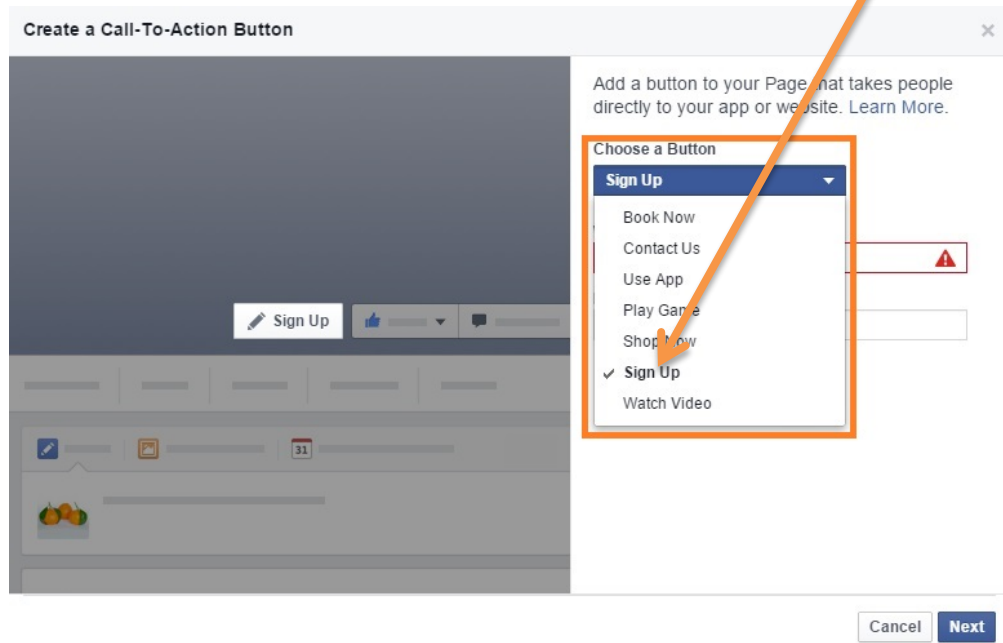 Create a Call-To-Action Button
Add a button to your Page that takes people
directly to your app or website. Learn More.
Choose a Button
Sign Up
Book Now
Contact Us
Use App
Play Game
Shop Now
Sign Up
Watch Video
Sign Up
31
Cancel
Next